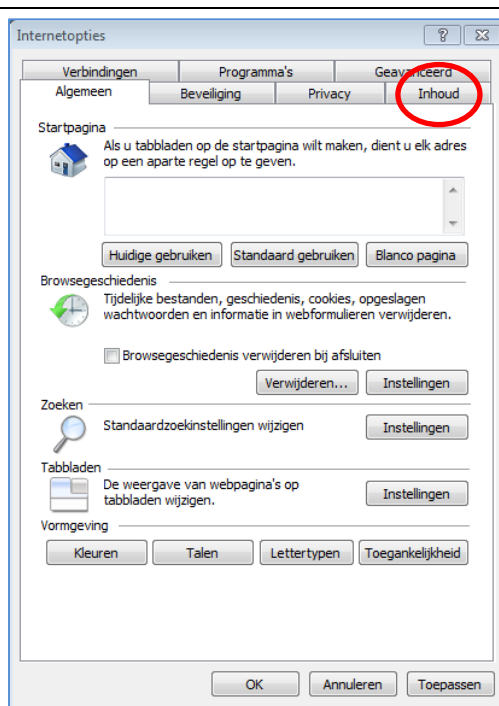 Internetopties
Verbindingen Programma's Geavanceerd
Algemeen Beveiliging Privacy Inhoud
Startpagina
Als u tabbladen op de startpagina wilt maken, dient u elk adres
op een aparte regel op te geven.
Huidige gebruiken Standaard gebruiken Blanco pagina
Browsegeschiedenis
Tijdelijke bestanden, geschiedenis, cookies, opgeslagen
wachtwoorden en informatie in webformulieren verwijderen.
Browsegeschiedenis verwijderen bij afsluiten
Verwijderen... Instellingen
Zoeken
Standaardzoekinstellingen wijzigen Instellingen
Tabbladen
De weergave van webpagina's op
tabbladen wijzigen. Instellingen
Vormgeving
Kleuren Talen Lettertypen Toegankelijkheid
OK Annuleren Toepassen